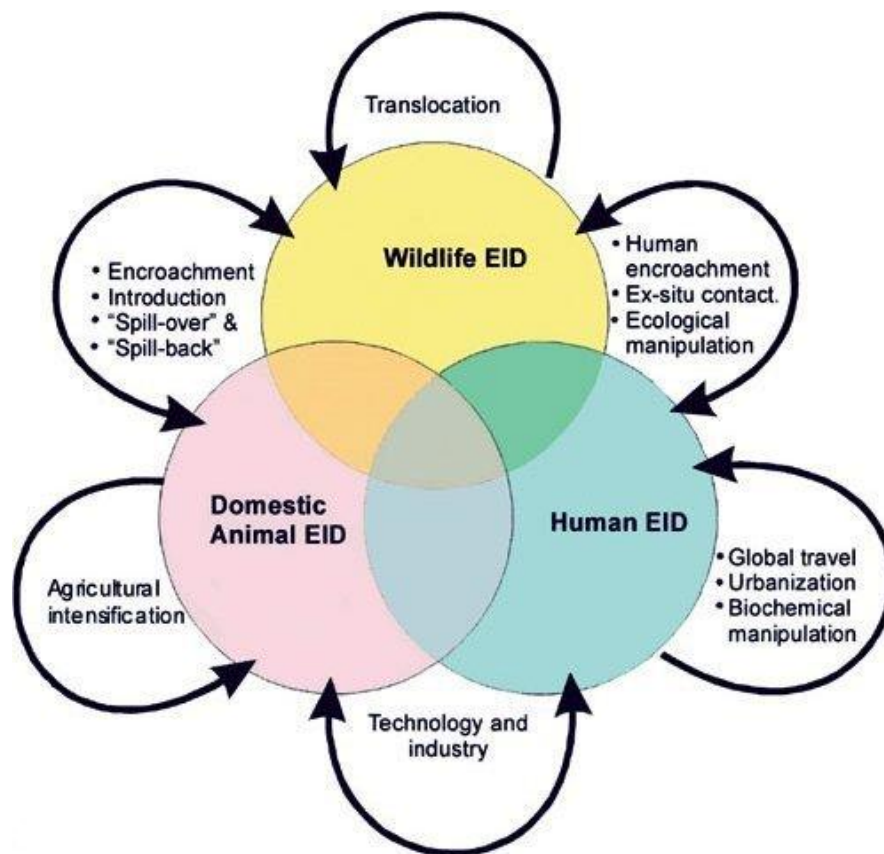 Translocation
Wildlife EID
• Encroachment
• Introduction
• “Spill-over” &
• “Spill-back”
• Human
encroachment
• Ex-situ contact.
• Ecological
manipulation
Domestic
Animal EID
Human EID
Agricultural
intensification
• Global travel
• Urbanization
• Biochemical
manipulation
Technology and
industry